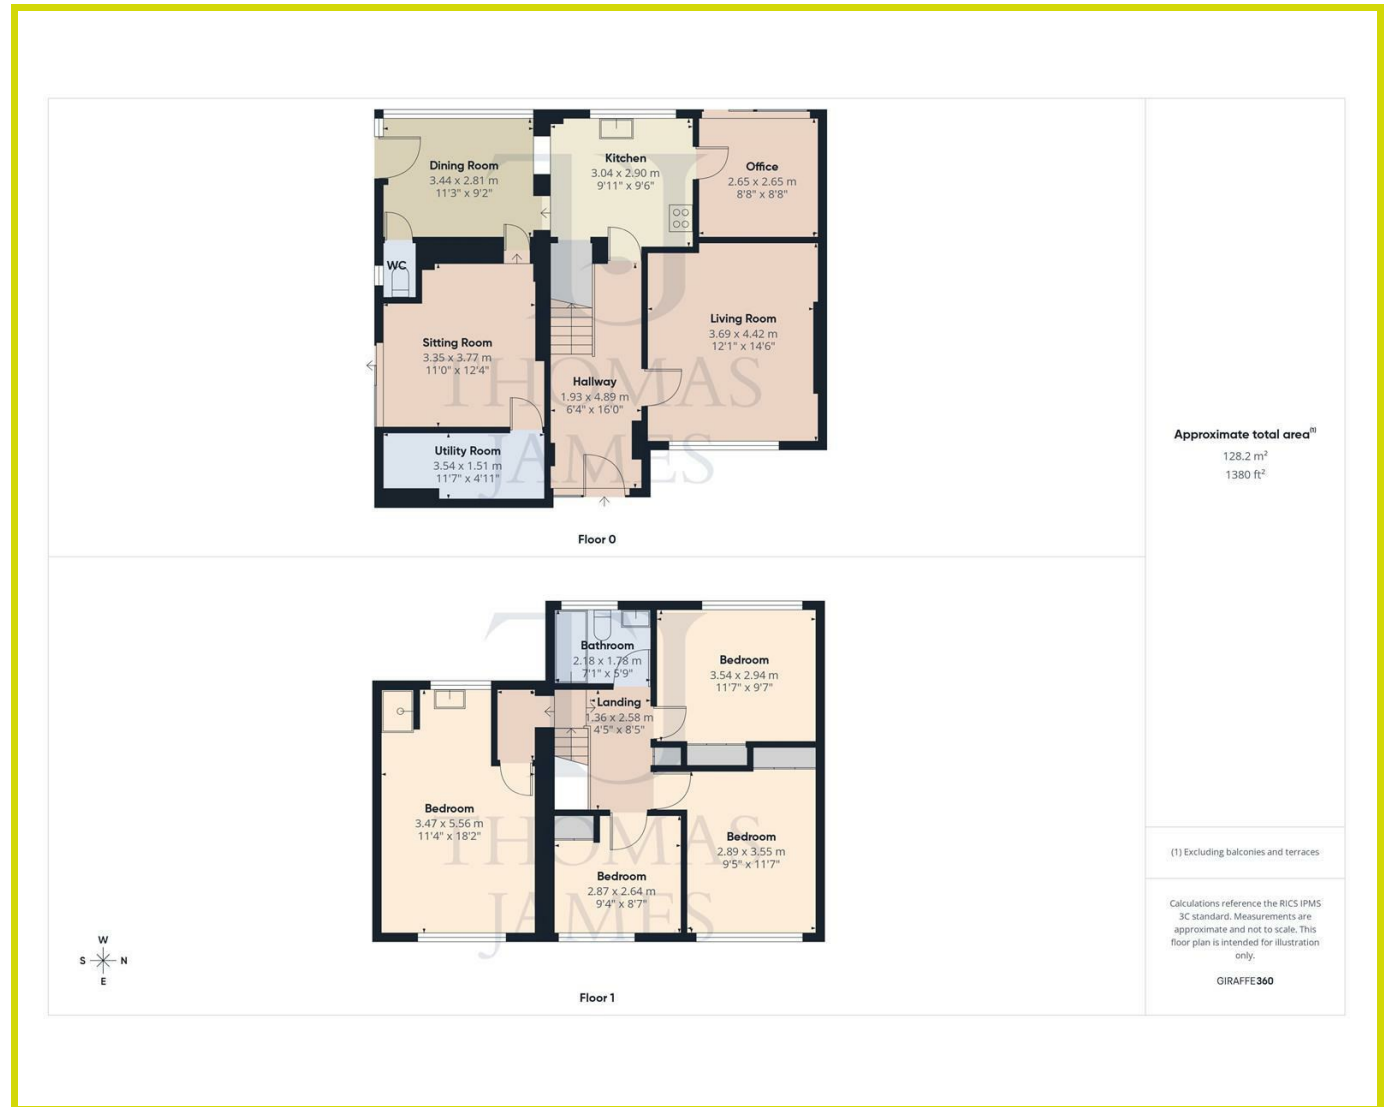 Dining Room
3.44 x 2.81 m
11'3" x 9'2"
Kitchen
3.04 x 2.90 m
9'11" x 9'6"
Office
2.65 x 2.65 m
8'8" x 8'8"
WC
Sitting Room
3.35 x 3.77 m
11'0" x 12'4"
Hallway
1.93 x 4.89 m
6'4" x 16'0"
Living Room
3.69 x 4.42 m
12'1" x 14'6"
Utility Room
3.54 x 1.51 m
11'7" x 4'11"
TJ
THOMAS
JAMES
Floor 0
Approximate total area(1)
128.2 m²
1380 ft²
Bathroom
2.18 x 1.78 m
7'1" x 5'9"
Landing
1.36 x 2.58 m
4'5" x 8'5"
Bedroom
3.54 x 2.94 m
11'7" x 9'7"
Bedroom
3.47 x 5.56 m
11'4" x 18'2"
Bedroom
2.87 x 2.64 m
9'4" x 8'7"
Bedroom
2.89 x 3.55 m
9'5" x 11'7"
TJ
THOMAS
JAMES
W
S N
E
Floor 1
(1) Excluding balconies and terraces
Calculations reference the RICS IPMS
3C standard. Measurements are
approximate and not to scale. This
floor plan is intended for illustration
only.
GIRAFFE360